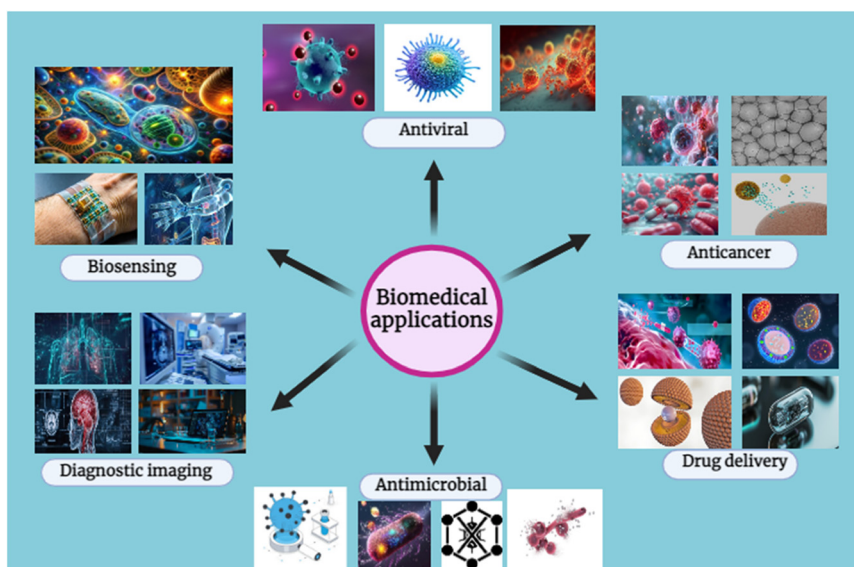 Antiviral
Biosensing
Anticancer
Biomedical
applications
Diagnostic imaging
Drug delivery
Antimicrobial